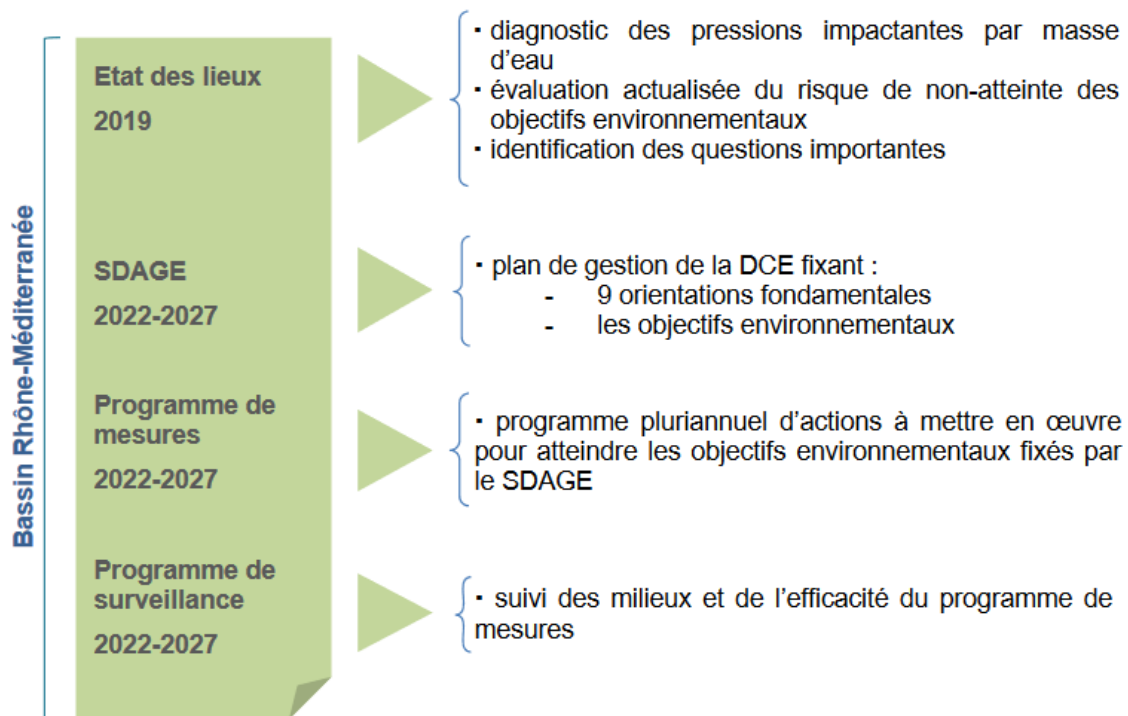 Bassin Rhône-Méditerranée
Etat des lieux
2019
▪ diagnostic des pressions impactantes par masse
d’eau
▪ évaluation actualisée du risque de non-atteinte des
objectifs environnementaux
▪ identification des questions importantes
SDAGE
2022-2027
▪ plan de gestion de la DCE fixant :
- 9 orientations fondamentales
- les objectifs environnementaux
Programme de
mesures
2022-2027
▪ programme pluriannuel d’actions à mettre en œuvre
pour atteindre les objectifs environnementaux fixés par
le SDAGE
Programme de
surveillance
2022-2027
▪ suivi des milieux et de l’efficacité du programme de
mesures